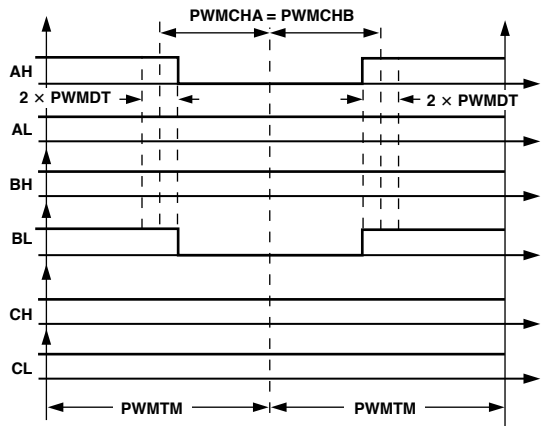 PWMCHA = PWMCHB
AH
2 × PWMDT
2 × PWMDT
AL
BH
BL
CH
CL
PWMTM
PWMTM